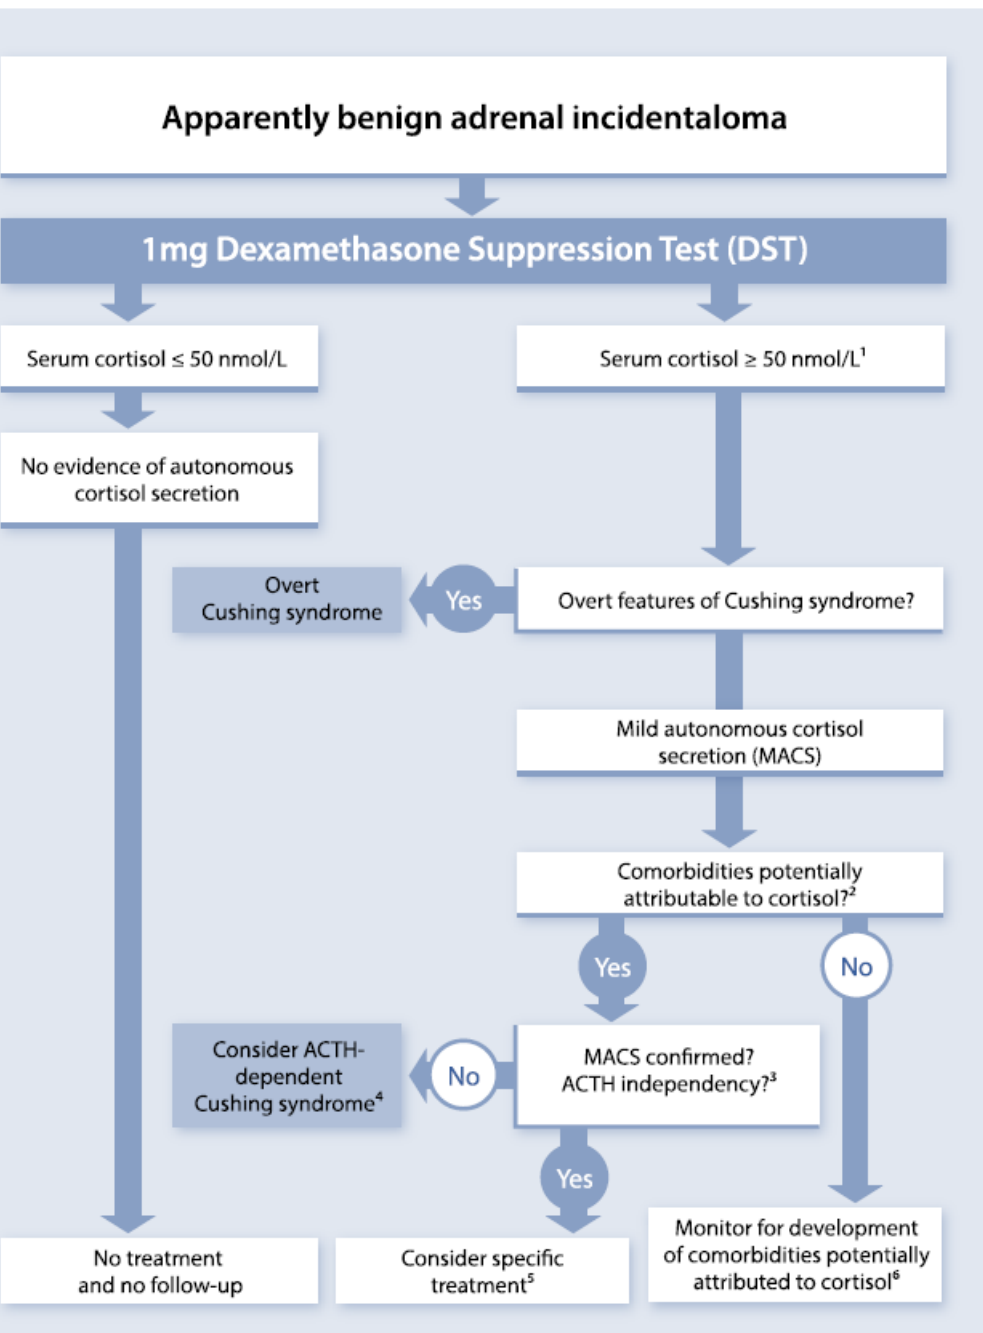 Apparently benign adrenal incidentaloma
1mg Dexamethasone Suppression Test (DST)
Serum cortisol ≤ 50 nmol/L
Serum cortisol ≥ 50 nmol/L¹
No evidence of autonomous
cortisol secretion
Overt
Cushing syndrome
Yes
Overt features of Cushing syndrome?
Mild autonomous cortisol
secretion (MACS)
Comorbidities potentially
attributable to cortisol?²
Yes
No
Consider ACTH-
dependent
Cushing syndrome⁴
No
MACS confirmed?
ACTH independency?³
Yes
No treatment
and no follow-up
Consider specific
treatment⁵
Monitor for development
of comorbidities potentially
attributed to cortisol⁶